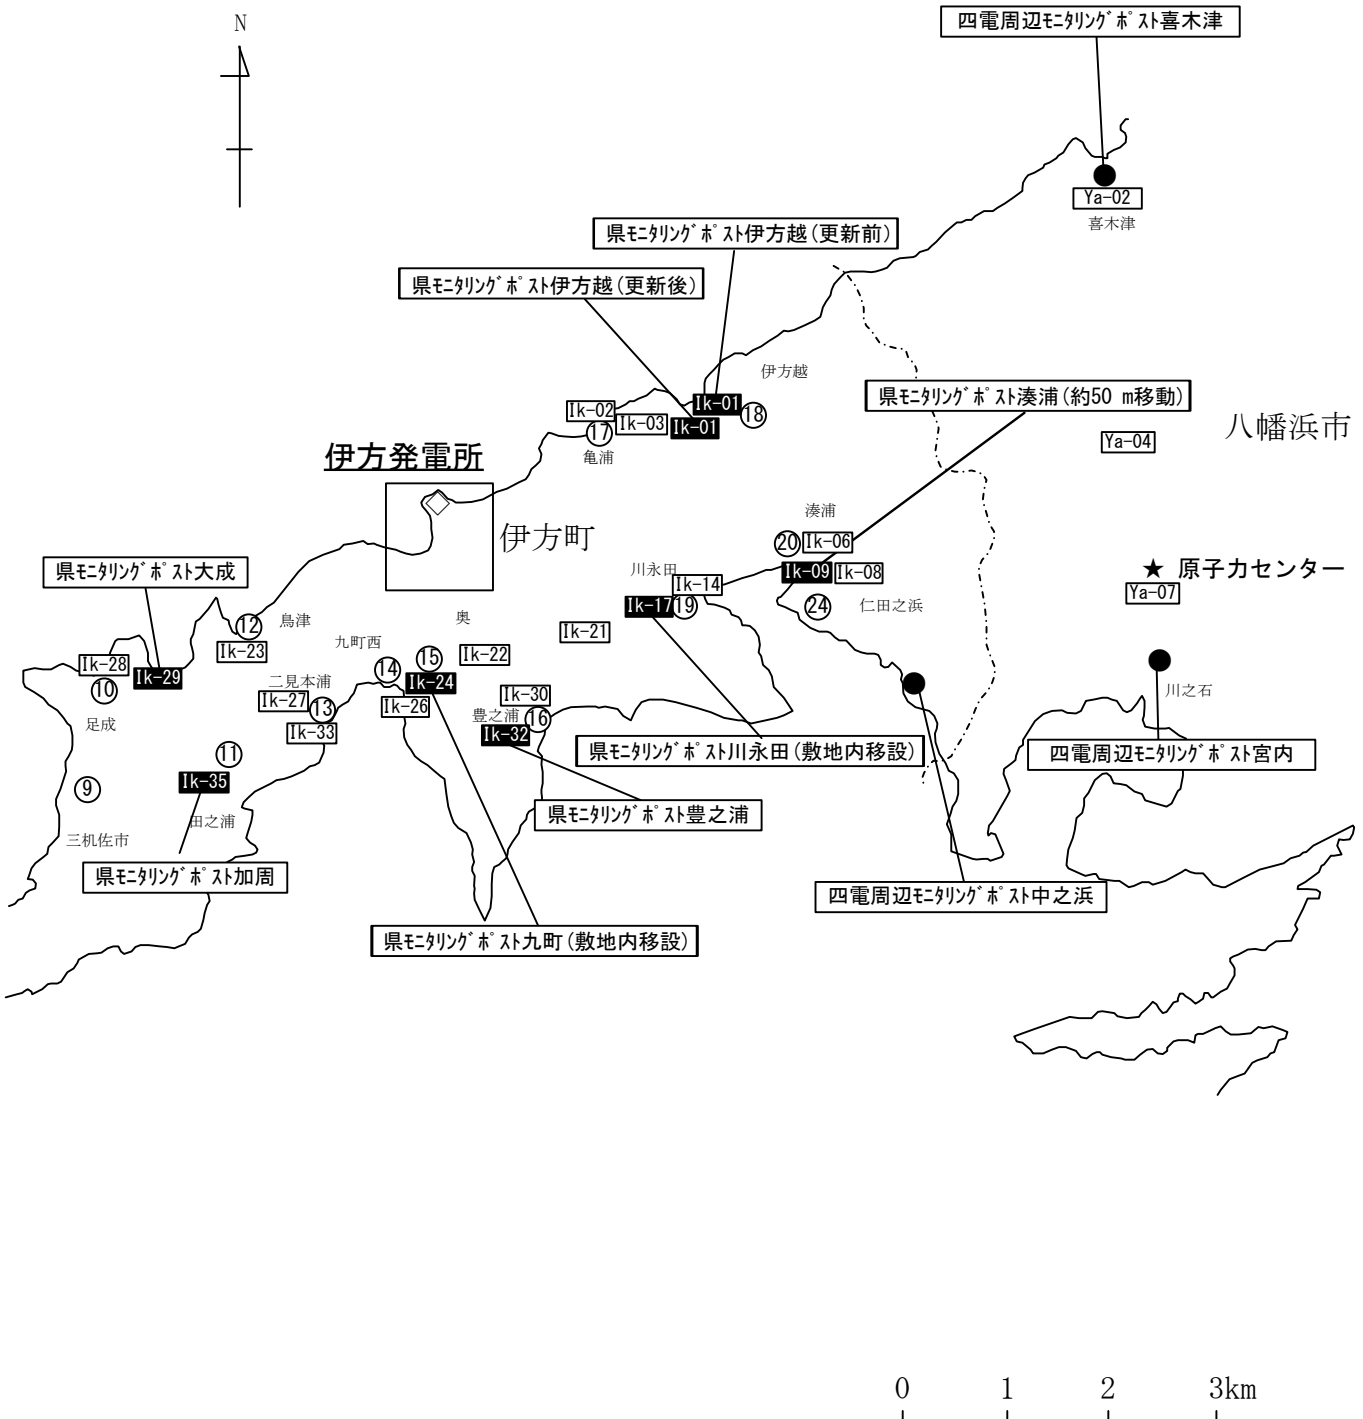 四電周辺ﾓﾆﾀﾘﾝｸﾞﾎﾟｽﾄ喜木津
N
Ya-02
喜木津
県ﾓﾆﾀﾘﾝｸﾞﾎﾟｽﾄ伊方越(更新前)
県ﾓﾆﾀﾘﾝｸﾞﾎﾟｽﾄ伊方越(更新後)
伊方越
県ﾓﾆﾀﾘﾝｸﾞﾎﾟｽﾄ湊浦(約50 m移動)
Ik-02
Ik-01
⑱
Ik-03
Ik-01
⑰
亀浦
Ya-04
八幡浜市
伊方発電所
伊方町
湊浦
⑳
Ik-06
県ﾓﾆﾀﾘﾝｸﾞﾎﾟｽﾄ大成
川永田
Ik-14
Ik-09
Ik-08
★ 原子力センター
Ya-07
Ik-17
⑲
㉔
仁田之浜
⑫
鳥津
奥
Ik-21
九町西
Ik-23
Ik-28
Ik-29
⑭
⑮
Ik-22
Ik-24
川之石
⑩
二見本浦
Ik-27
⑬
Ik-26
Ik-30
足成
豊之浦
⑯
Ik-33
Ik-32
⑪
県ﾓﾆﾀﾘﾝｸﾞﾎﾟｽﾄ川永田(敷地内移設)
四電周辺ﾓﾆﾀﾘﾝｸﾞﾎﾟｽﾄ宮内
Ik-35
⑨
田之浦
県ﾓﾆﾀﾘﾝｸﾞﾎﾟｽﾄ豊之浦
三机佐市
県ﾓﾆﾀﾘﾝｸﾞﾎﾟｽﾄ加周
四電周辺ﾓﾆﾀﾘﾝｸﾞﾎﾟｽﾄ中之浜
県ﾓﾆﾀﾘﾝｸﾞﾎﾟｽﾄ九町(敷地内移設)
0 1 2 3km